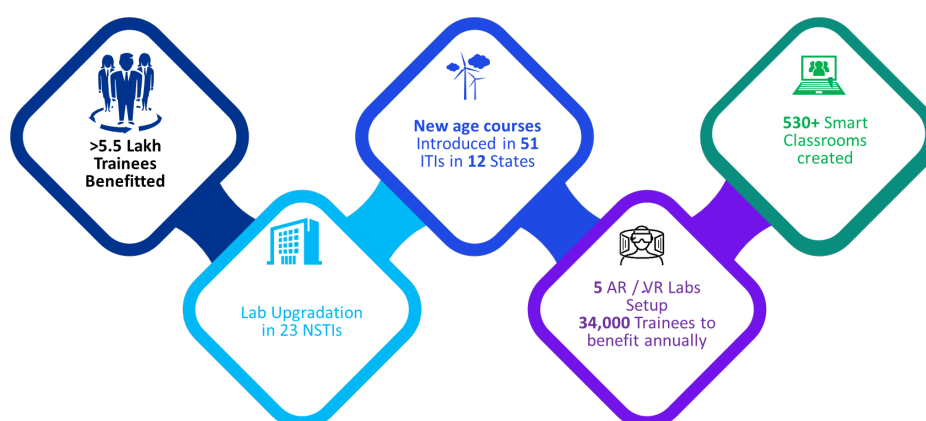 >5.5 Lakh
Trainees
Benefitted
Lab Upgradation
in 23 NSTIs
New age courses
Introduced in 51
ITIs in 12 States
5 AR / VR Labs
Setup
34,000 Trainees to
benefit annually
530+ Smart
Classrooms
created